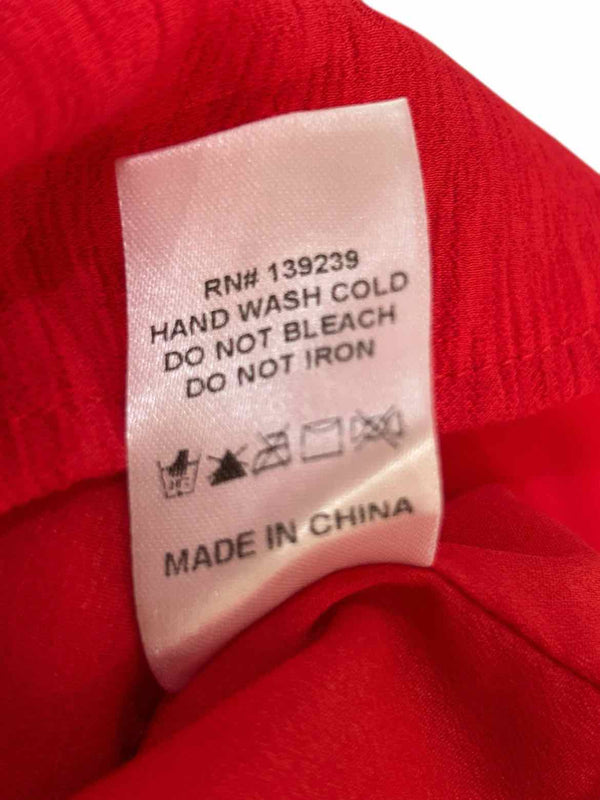 RN# 139239
HAND WASH COLD
DO NOT BLEACH
DO NOT IRON
MADE IN CHINA